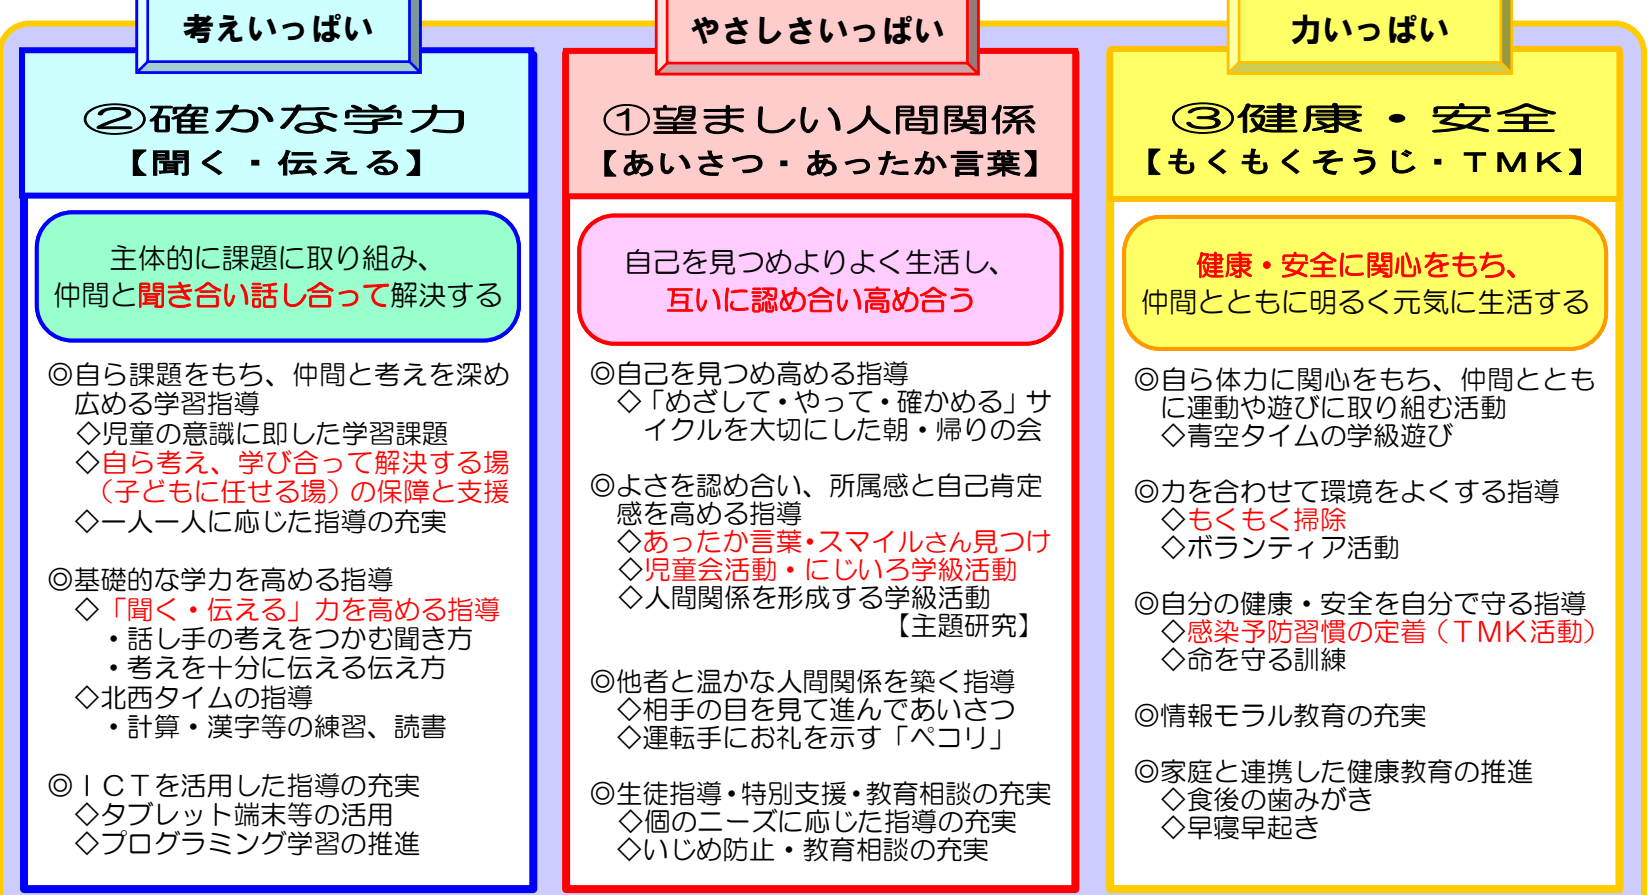 考えいっぱい
②確かな学力
【聞く・伝える】
主体的に課題に取り組み、
仲間と聞き合い話し合って解決する
◎自ら課題をもち、仲間と考えを深め
広める学習指導
◇児童の意識に即した学習課題
◇自ら考え、学び合って解決する場
（子どもに任せる場）の保障と支援
◇一人一人に応じた指導の充実
◎基礎的な学力を高める指導
◇「聞く・伝える」力を高める指導
・話し手の考えをつかむ聞き方
・考えを十分に伝える伝え方
◇北西タイムの指導
・計算・漢字等の練習、読書
◎ＩＣＴを活用した指導の充実
◇タブレット端末等の活用
◇プログラミング学習の推進
やさしさいっぱい
①望ましい人間関係
【あいさつ・あったか言葉】
自己を見つめよりよく生活し、
互いに認め合い高め合う
◎自己を見つめ高める指導
◇「めざして・やって・確かめる」サ
イクルを大切にした朝・帰りの会
◎よさを認め合い、所属感と自己肯定
感を高める指導
◇あったか言葉・スマイルさん見つけ
◇児童会活動・にじいろ学級活動
◇人間関係を形成する学級活動
【主題研究】
◎他者と温かな人間関係を築く指導
◇相手の目を見て進んであいさつ
◇運転手にお礼を示す「ペコリ」
◎生徒指導・特別支援・教育相談の充実
◇個のニーズに応じた指導の充実
◇いじめ防止・教育相談の充実
力いっぱい
③健康・安全
【もくもくそうじ・ＴＭＫ】
健康・安全に関心をもち、
仲間とともに明るく元気に生活する
◎自ら体力に関心をもち、仲間ととも
に運動や遊びに取り組む活動
◇青空タイムの学級遊び
◎力を合わせて環境をよくする指導
◇もくもく掃除
◇ボランティア活動
◎自分の健康・安全を自分で守る指導
◇感染予防習慣の定着（ＴＭＫ活動）
◇命を守る訓練
◎情報モラル教育の充実
◎家庭と連携した健康教育の推進
◇食後の歯みがき
◇早寝早起き